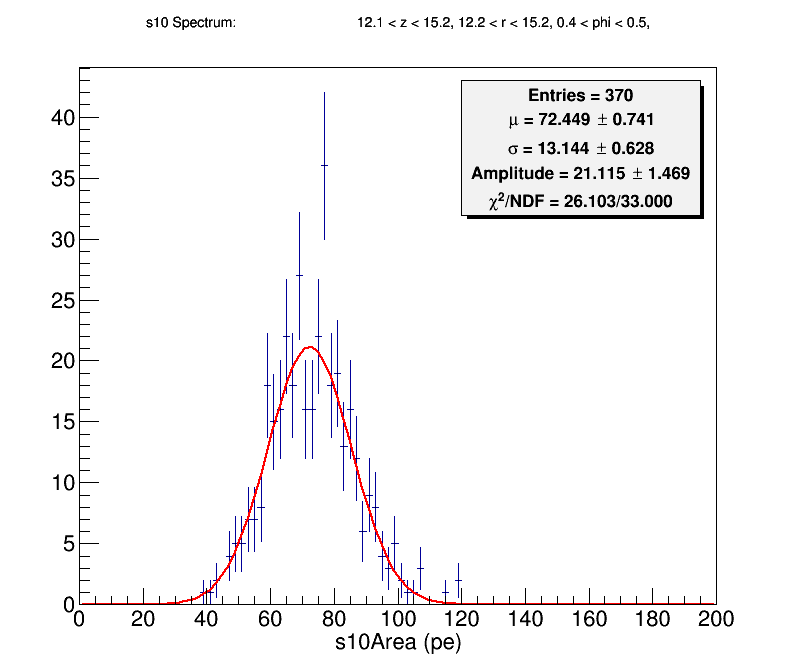 s10 Spectrum: 12.1 < z < 15.2, 12.2 < r < 15.2, 0.4 < phi < 0.5,
Entries = 370
μ = 72.449 ± 0.741
σ = 13.144 ± 0.628
Amplitude = 21.115 ± 1.469
χ²/NDF = 26.103/33.000
40
35
30
25
20
15
10
5
0
0 20 40 60 80 100 120 140 160 180 200
s10Area (pe)